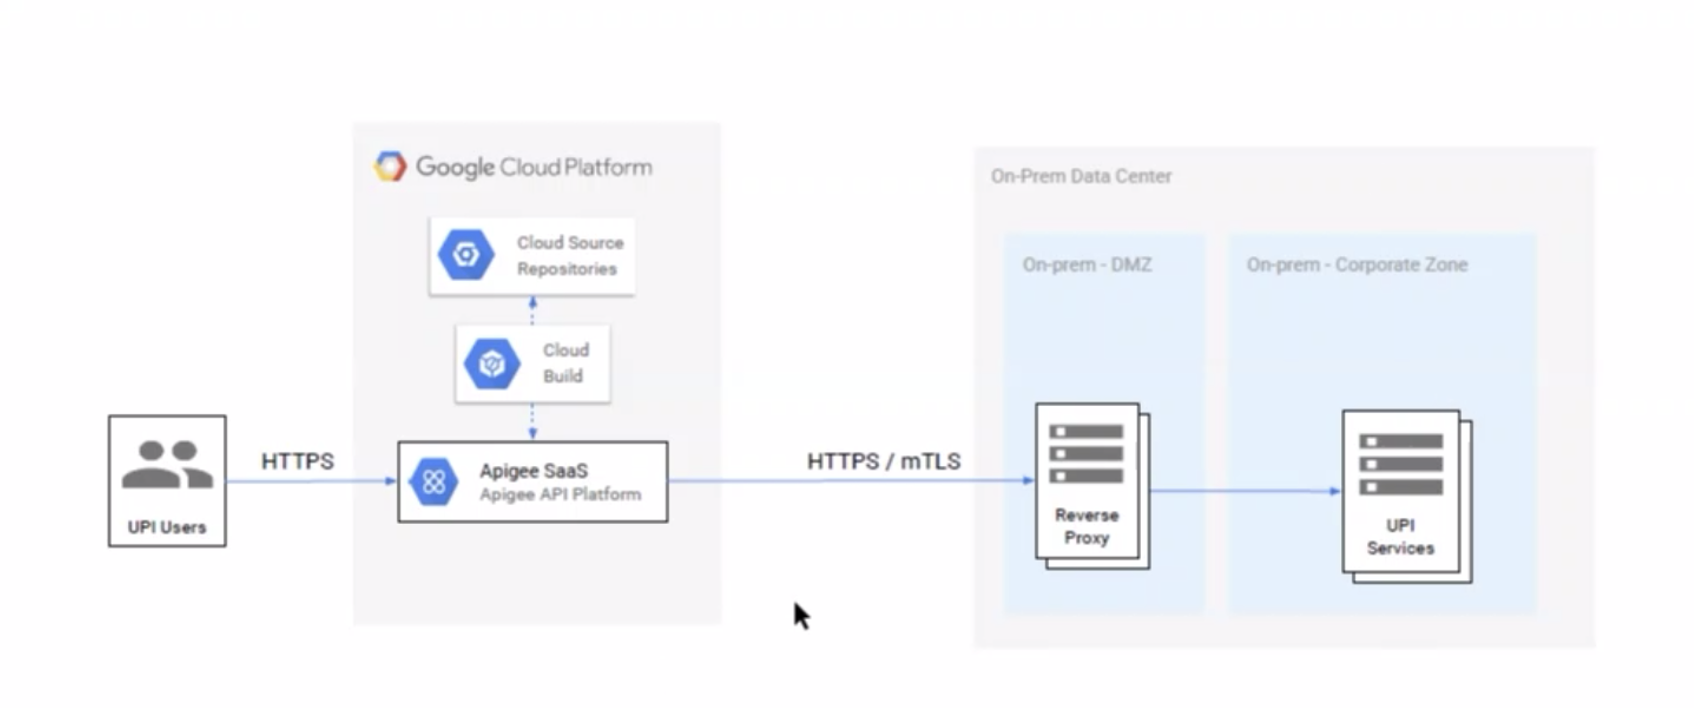 Google Cloud Platform
Cloud Source
Repositories
Cloud
Build
UPI Users
HTTPS
Apigee SaaS
Apigee API Platform
HTTPS / mTLS
On-Prem Data Center
On-prem - DMZ
Reverse
Proxy
On-prem - Corporate Zone
UPI
Services